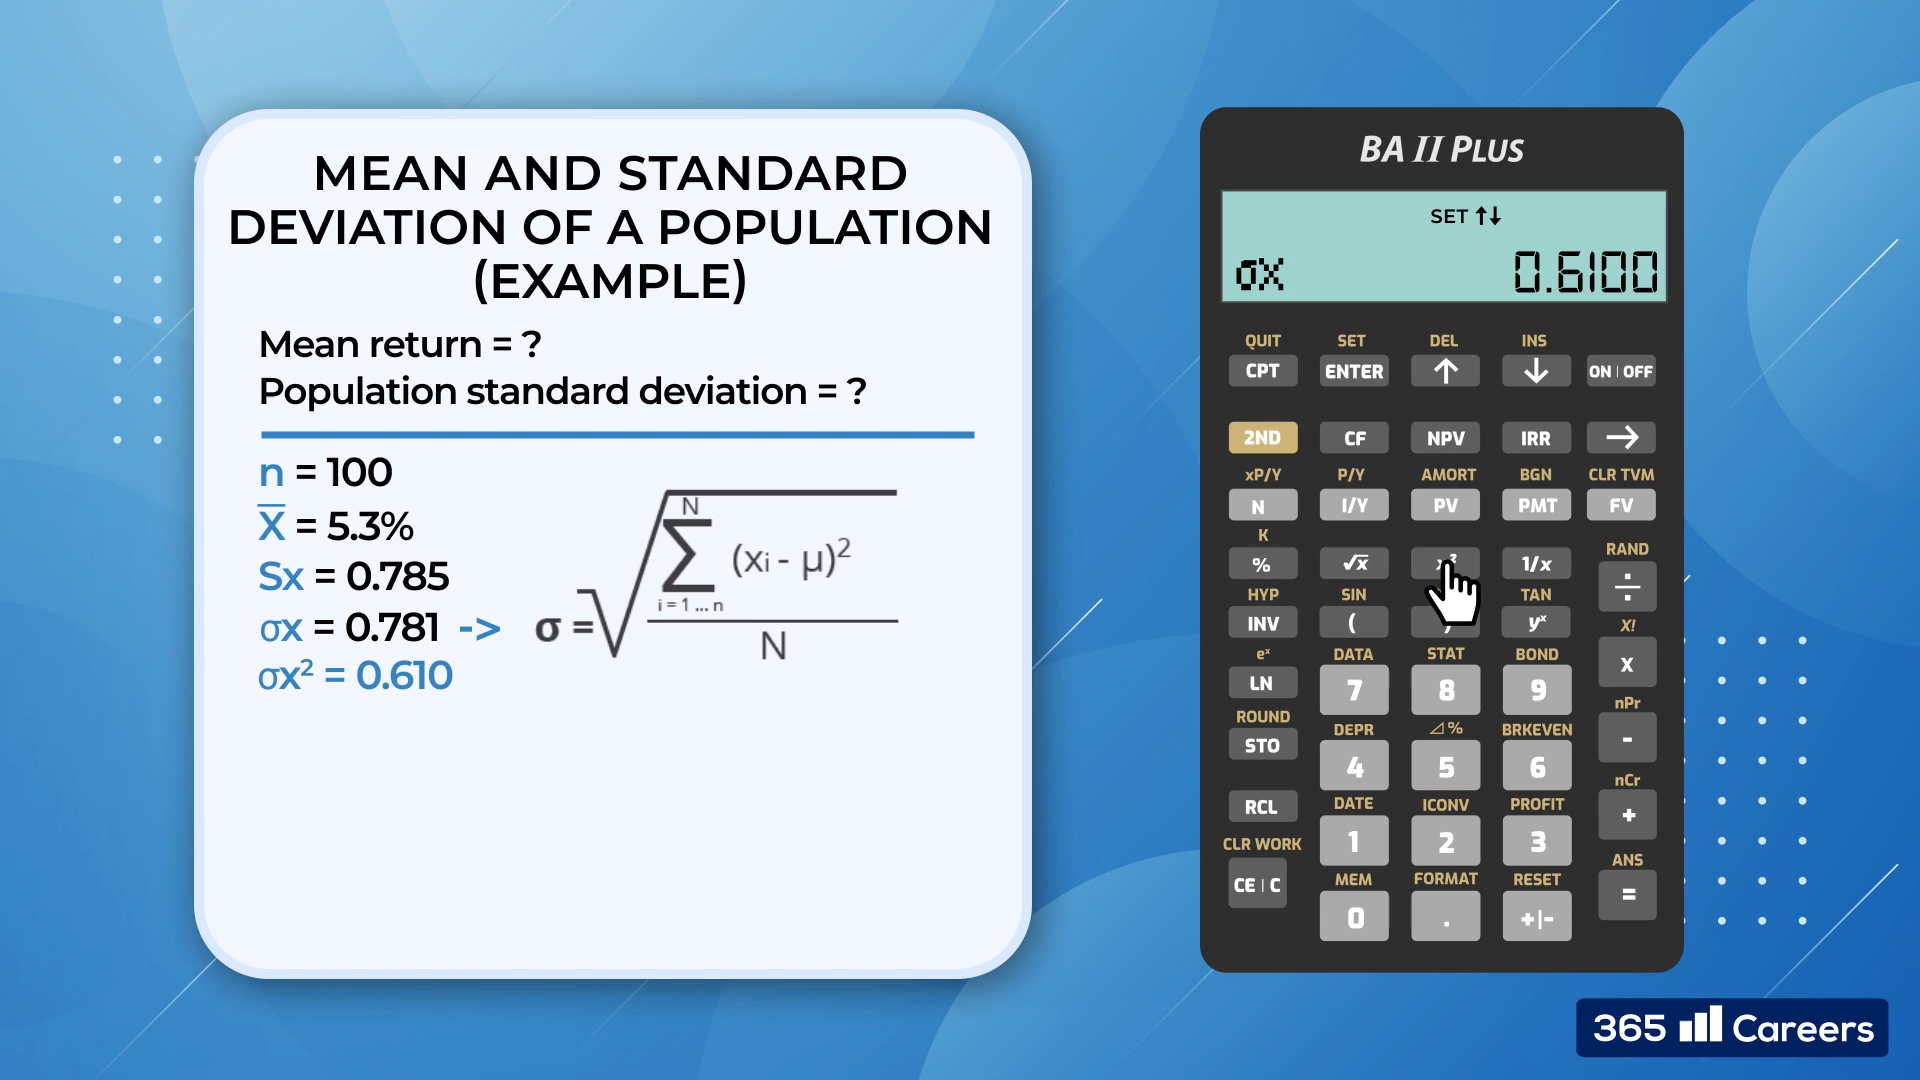 MEAN AND STANDARD
DEVIATION OF A POPULATION
(EXAMPLE)
Mean return = ?
Population standard deviation = ?
n = 100
X̅ = 5.3%
Sx = 0.785
σx = 0.781 ->
σx² = 0.610
σ =
N
∑ (xi - μ)²
i = 1 ... n
N
BA II PLUS
SET ↑↓
σx 0.6100
QUIT SET DEL INS
CPT ENTER ↑ ↓ ON | OFF
2ND CF NPV IRR →
xP/Y P/Y AMORT BGN CLR TVM
N I/Y PV PMT FV
K RAND
% √x x² 1/x ÷
HYP SIN TAN
INV ( ) yˣ X!
eˣ DATA STAT BOND
LN 7 8 9 x
ROUND DEPR ⊿% BRKEVEN nPr
STO 4 5 6 -
DATE ICONV PROFIT nCr
RCL 1 2 3 +
CLR WORK MEM FORMAT RESET ANS
CE | C 0 . +|- =
365 Careers